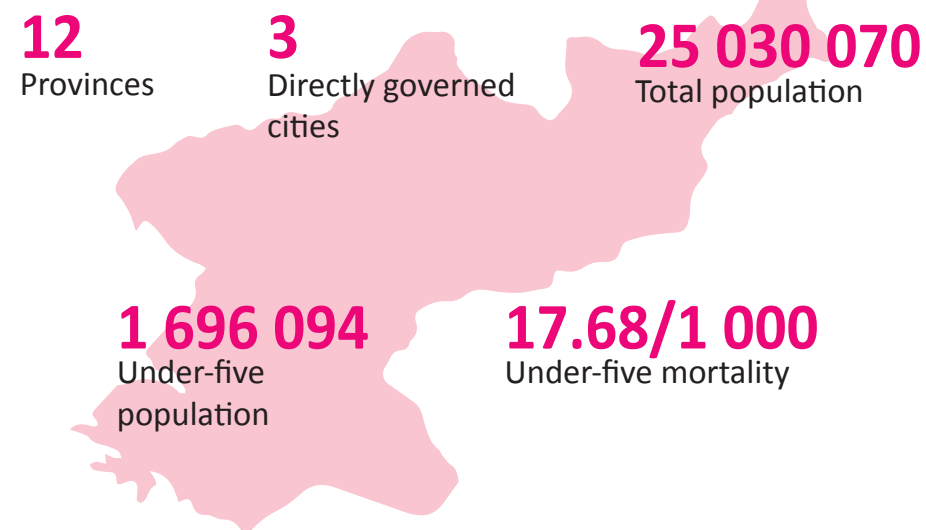 12
Provinces
3
Directly governed
cities
25 030 070
Total population
1 696 094
Under-five
population
17.68/1 000
Under-five mortality